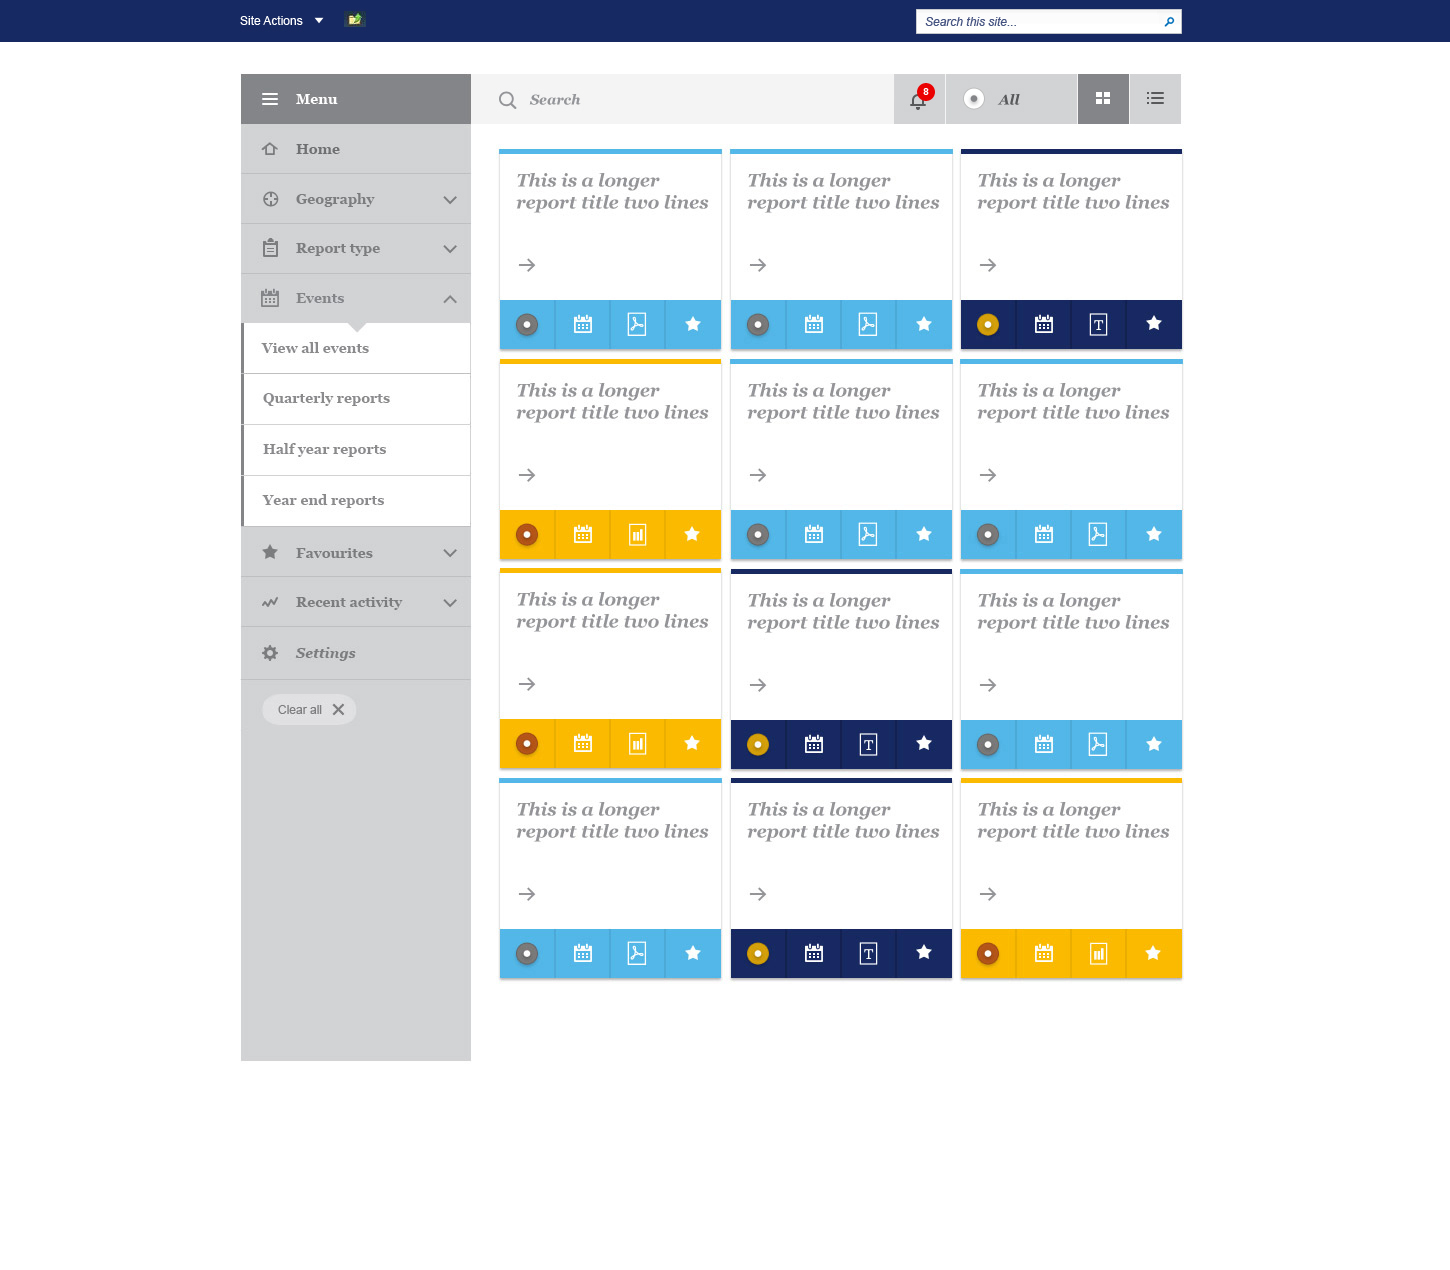 Site Actions
Search this site...
Menu
Search
8
All
Home
Geography
Report type
Events
View all events
Quarterly reports
Half year reports
Year end reports
Favourites
Recent activity
Settings
Clear all
This is a longer
report title two lines
This is a longer
report title two lines
This is a longer
report title two lines
T
This is a longer
report title two lines
This is a longer
report title two lines
This is a longer
report title two lines
This is a longer
report title two lines
This is a longer
report title two lines
This is a longer
report title two lines
T
This is a longer
report title two lines
This is a longer
report title two lines
This is a longer
report title two lines
T